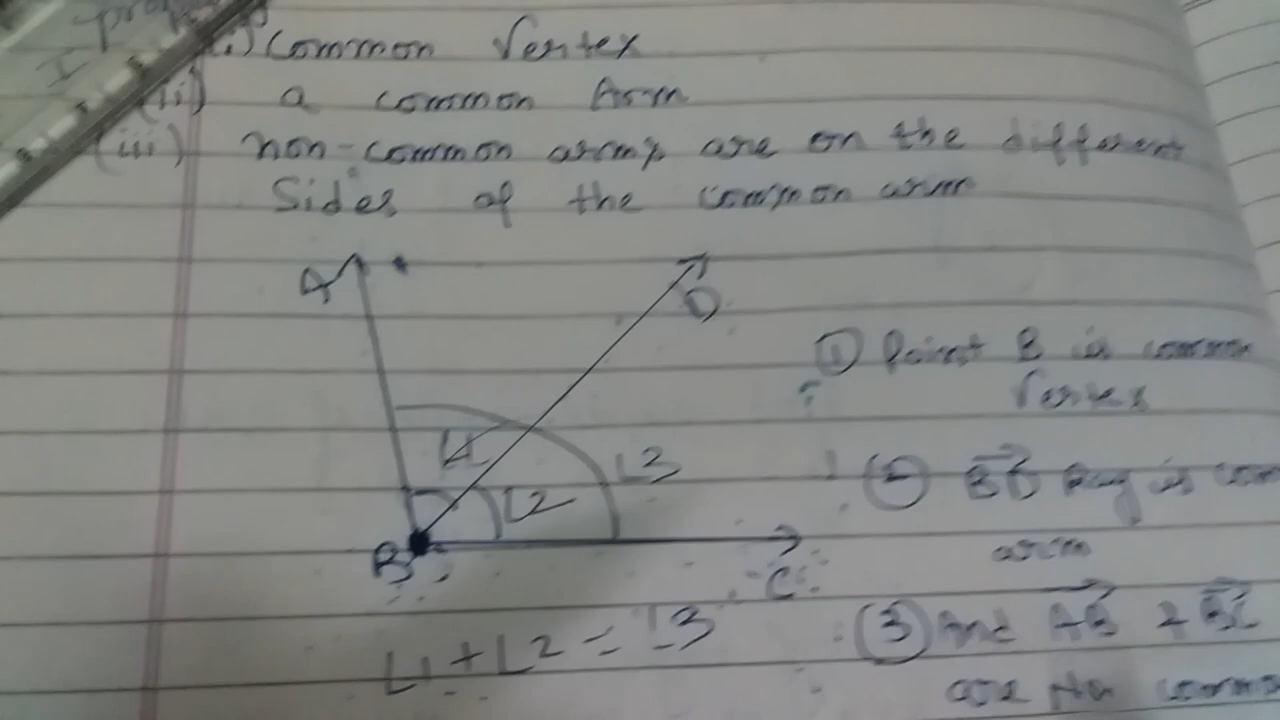 (i) Common Vertex
(ii) a common Arm
(iii) non-common arms are on the different
Sides of the common arm
A
D
① Point B is common
Vertex
∠1
∠3
② BD Ray is com
∠2
arm
B
C
③ And AB & BC
∠1 + ∠2 = ∠3
are Non common